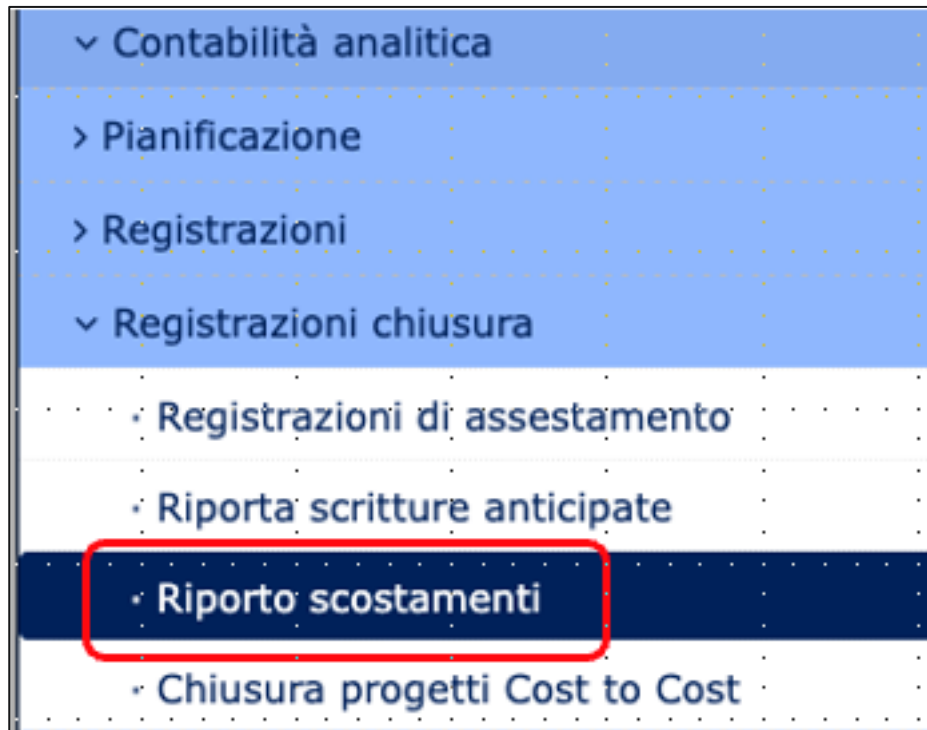 Contabilità analitica
Pianificazione
Registrazioni
Registrazioni chiusura
Registrazioni di assestamento
Riporta scritture anticipate
Riporto scostamenti
Chiusura progetti Cost to Cost